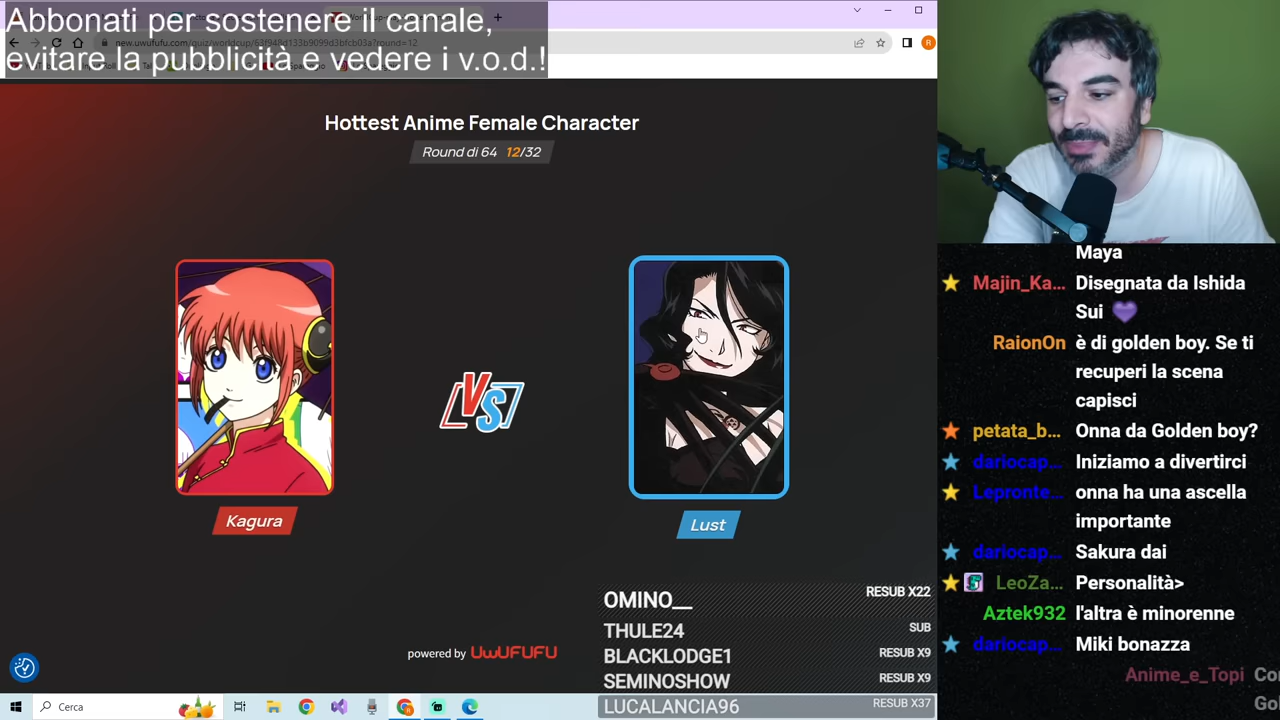 Abbonati per sostenere il canale,
evitare la pubblicità e vedere i v.o.d.!
Hottest Anime Female Character
Round di 64 12/32
VS
Kagura
Lust
powered by UWUFUFU
OMINO__ RESUB X22
THULE24 SUB
BLACKLODGE1 RESUB X9
SEMINOSHOW RESUB X9
LUCALANCIA96 RESUB X37
Cerca
Maya
Majin_Ka... Disegnata da Ishida
Sui
RaionOn è di golden boy. Se ti
recuperi la scena
capisci
petata_b... Onna da Golden boy?
dariocap... Iniziamo a divertirci
Lepronte... onna ha una ascella
importante
dariocap... Sakura dai
LeoZa... Personalità>
Aztek932 l'altra è minorenne
dariocap... Miki bonazza
Anime_e_Topi